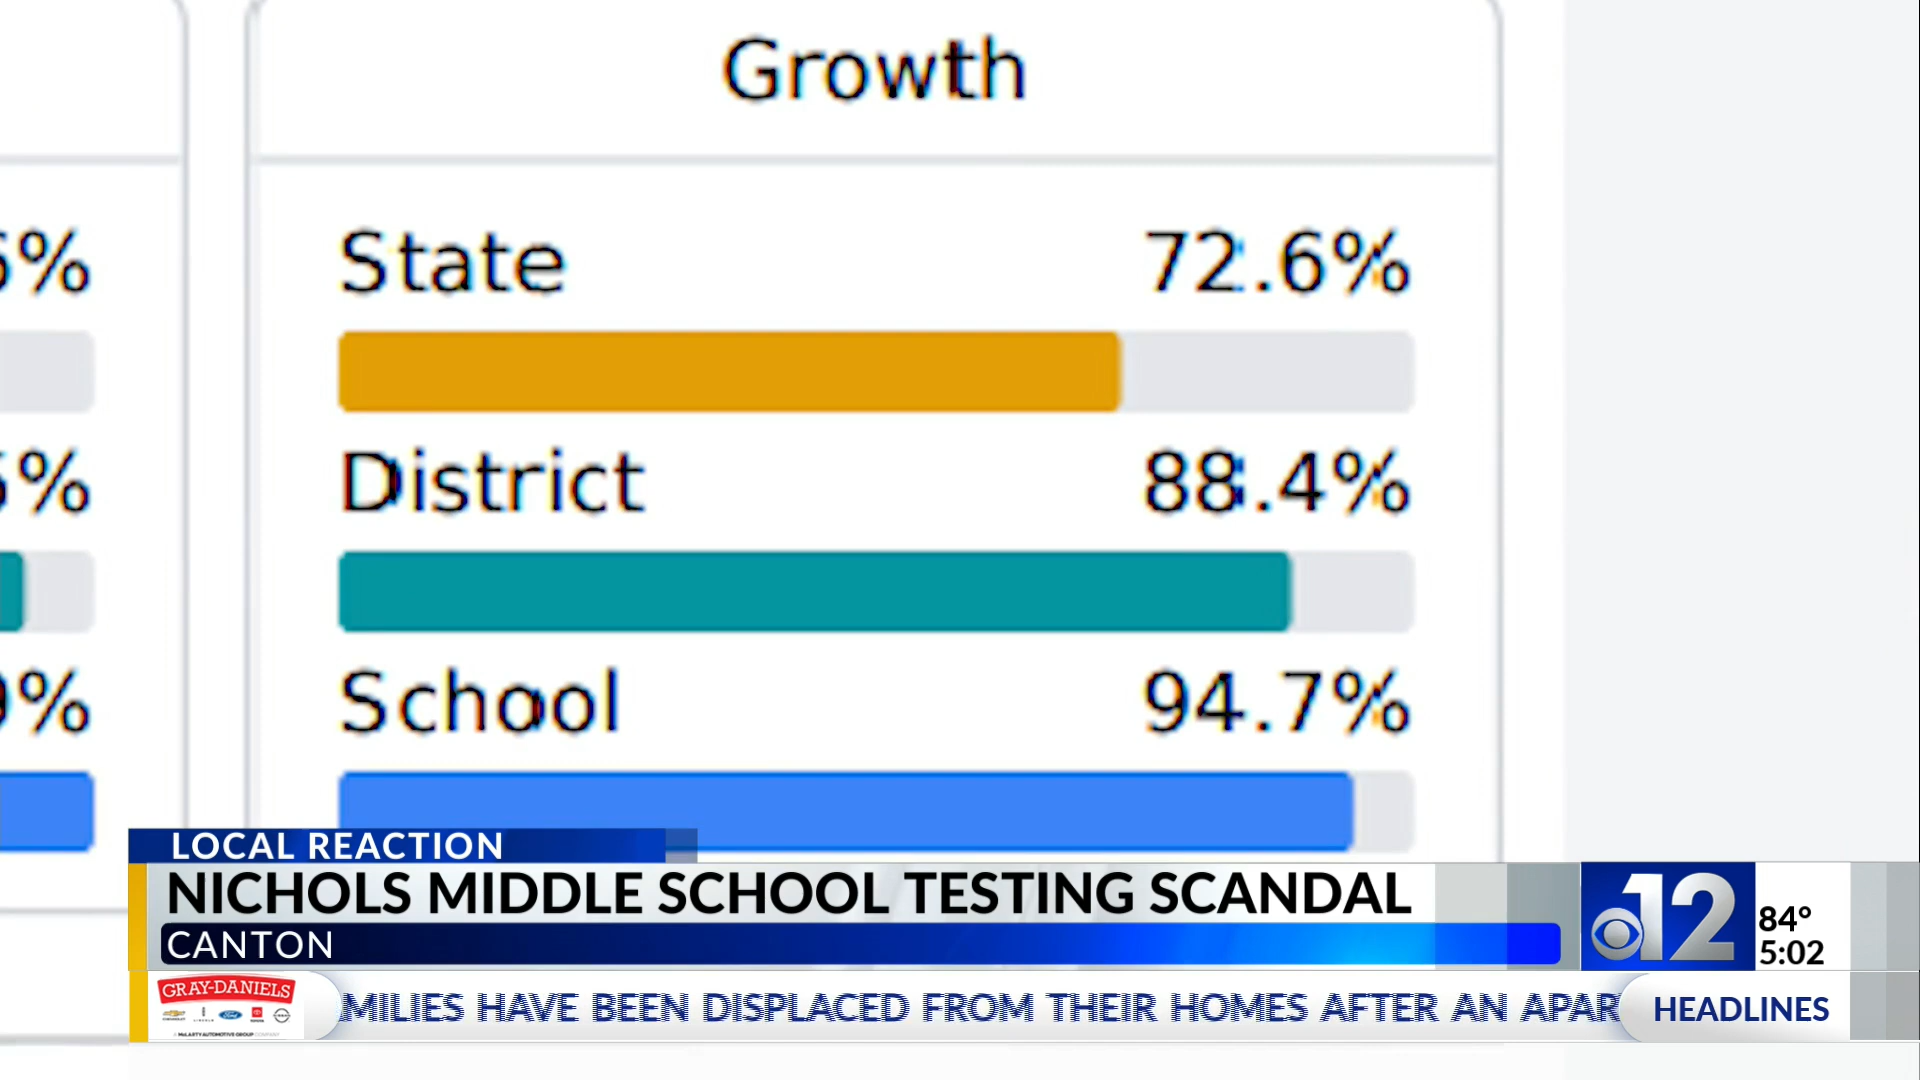 Growth
State 72.6%
%
District 88.4%
%
School 94.7%
%
LOCAL REACTION
NICHOLS MIDDLE SCHOOL TESTING SCANDAL
CANTON
12
84°
5:02
GRAY-DANIELS
MILIES HAVE BEEN DISPLACED FROM THEIR HOMES AFTER AN APAR
HEADLINES